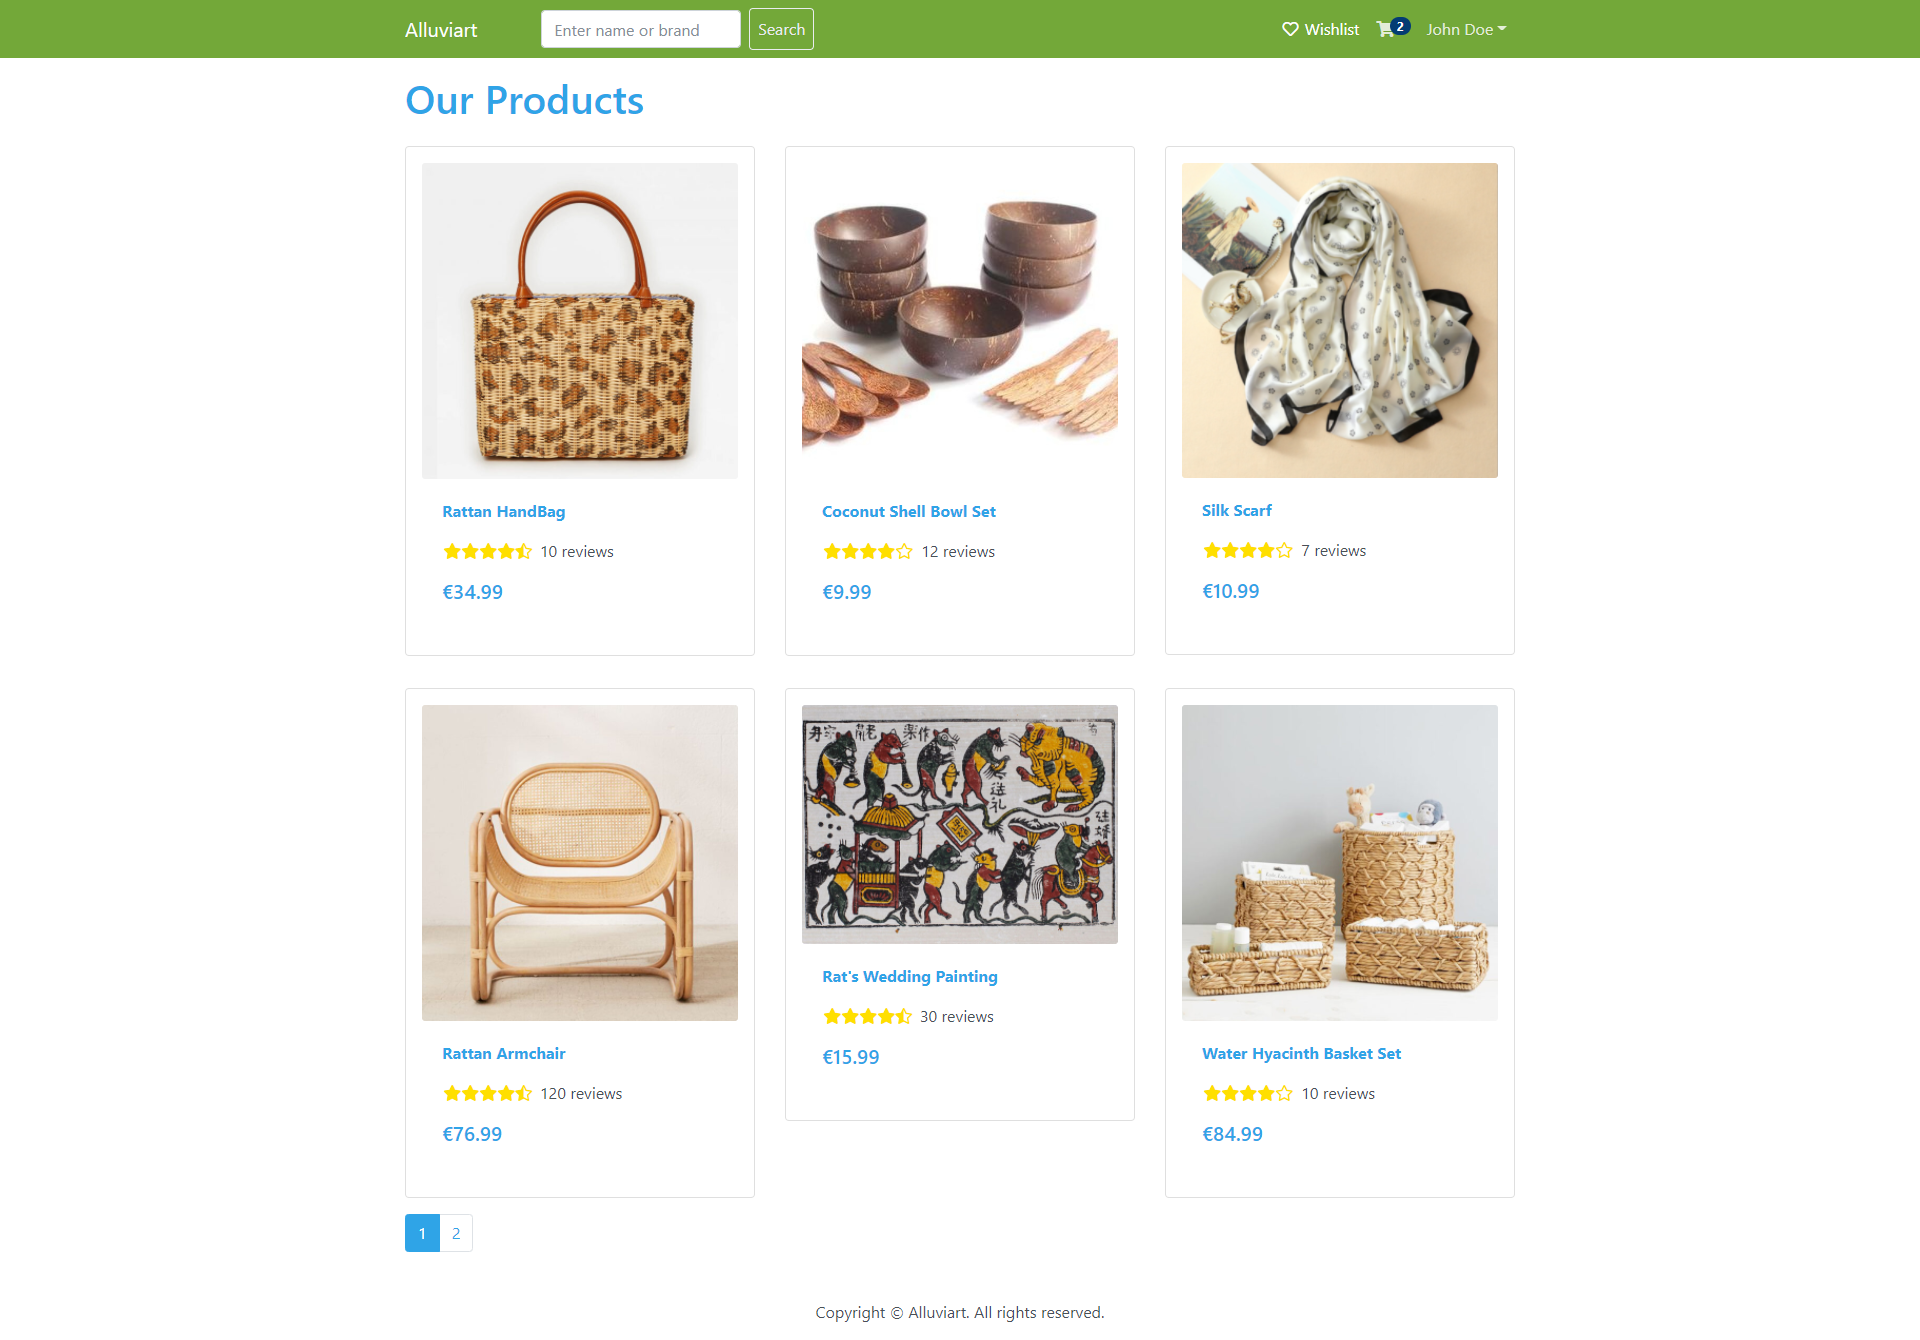 Alluviart
Enter name or brand
Search
Wishlist
2
John Doe
Our Products
Rattan HandBag
10 reviews
€34.99
Coconut Shell Bowl Set
12 reviews
€9.99
Silk Scarf
7 reviews
€10.99
Rattan Armchair
120 reviews
€76.99
Rat's Wedding Painting
30 reviews
€15.99
Water Hyacinth Basket Set
10 reviews
€84.99
1 2
Copyright © Alluviart. All rights reserved.